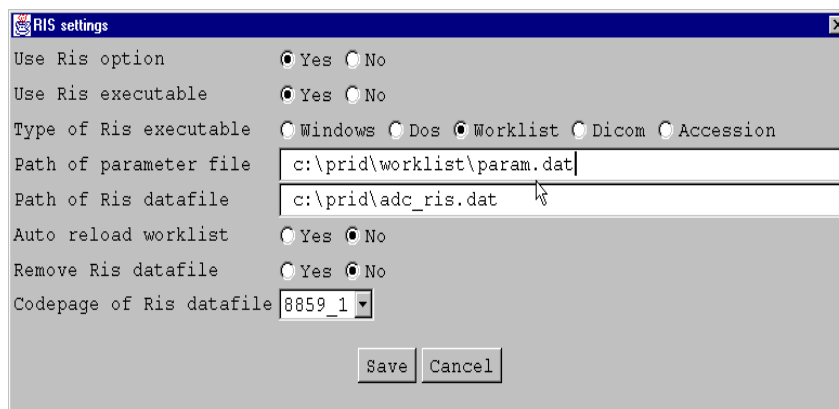 RIS settings
Use Ris option Yes No
Use Ris executable Yes No
Type of Ris executable Windows Dos Worklist Dicom Accession
Path of parameter file c:\prid\worklist\param.dat
Path of Ris datafile c:\prid\adc_ris.dat
Auto reload worklist Yes No
Remove Ris datafile Yes No
Codepage of Ris datafile 8859_1
Save Cancel